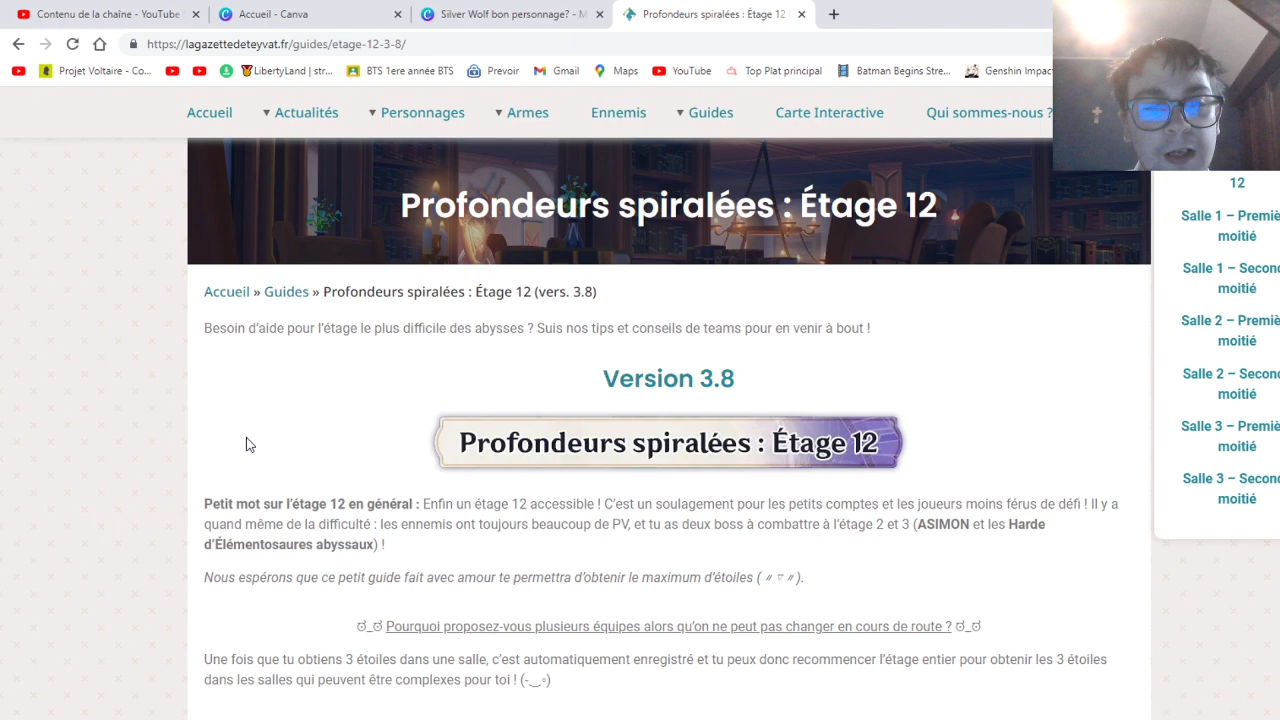 Contenu de la chaîne - YouTube
Accueil - Canva
Silver Wolf bon personnage? - M
Profondeurs spiralées : Étage 12
https://lagazettedeteyvat.fr/guides/etage-12-3-8/
Projet Voltaire - Co...
LibertyLand | str...
BTS 1ere année BTS
Prevoir
Gmail
Maps
YouTube
Top Plat principal
Batman Begins Stre...
Genshin Impac
Accueil
Actualités
Personnages
Armes
Ennemis
Guides
Carte Interactive
Qui sommes-nous ?
Profondeurs spiralées : Étage 12
Accueil » Guides » Profondeurs spiralées : Étage 12 (vers. 3.8)
Besoin d'aide pour l'étage le plus difficile des abysses ? Suis nos tips et conseils de teams pour en venir à bout !
Version 3.8
Profondeurs spiralées : Étage 12
Petit mot sur l'étage 12 en général : Enfin un étage 12 accessible ! C'est un soulagement pour les petits comptes et les joueurs moins férus de défi ! Il y a
quand même de la difficulté : les ennemis ont toujours beaucoup de PV, et tu as deux boss à combattre à l'étage 2 et 3 (ASIMON et les Harde
d'Élémentosaures abyssaux) !
Nous espérons que ce petit guide fait avec amour te permettra d'obtenir le maximum d'étoiles (〃▽〃).
ಠ_ಠ Pourquoi proposez-vous plusieurs équipes alors qu'on ne peut pas changer en cours de route ? ಠ_ಠ
Une fois que tu obtiens 3 étoiles dans une salle, c'est automatiquement enregistré et tu peux donc recommencer l'étage entier pour obtenir les 3 étoiles
dans les salles qui peuvent être complexes pour toi ! (-‿◦)
12
Salle 1 – Premiè
moitié
Salle 1 – Secon
moitié
Salle 2 – Premiè
moitié
Salle 2 – Secon
moitié
Salle 3 – Premiè
moitié
Salle 3 – Secon
moitié